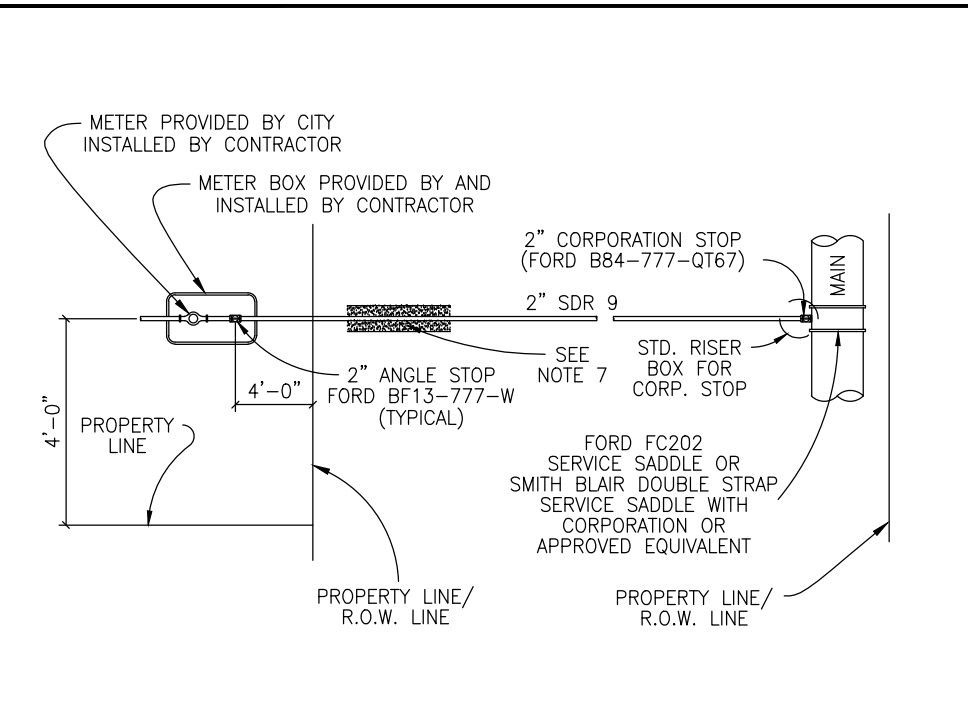 METER PROVIDED BY CITY
INSTALLED BY CONTRACTOR
METER BOX PROVIDED BY AND
INSTALLED BY CONTRACTOR
2" CORPORATION STOP
(FORD B84-777-QT67)
MAIN
2" SDR 9
SEE
NOTE 7
STD. RISER
BOX FOR
CORP. STOP
2" ANGLE STOP
FORD BF13-777-W
(TYPICAL)
4'-0"
4'-0"
PROPERTY
LINE
FORD FC202
SERVICE SADDLE OR
SMITH BLAIR DOUBLE STRAP
SERVICE SADDLE WITH
CORPORATION OR
APPROVED EQUIVALENT
PROPERTY LINE/
R.O.W. LINE
PROPERTY LINE/
R.O.W. LINE